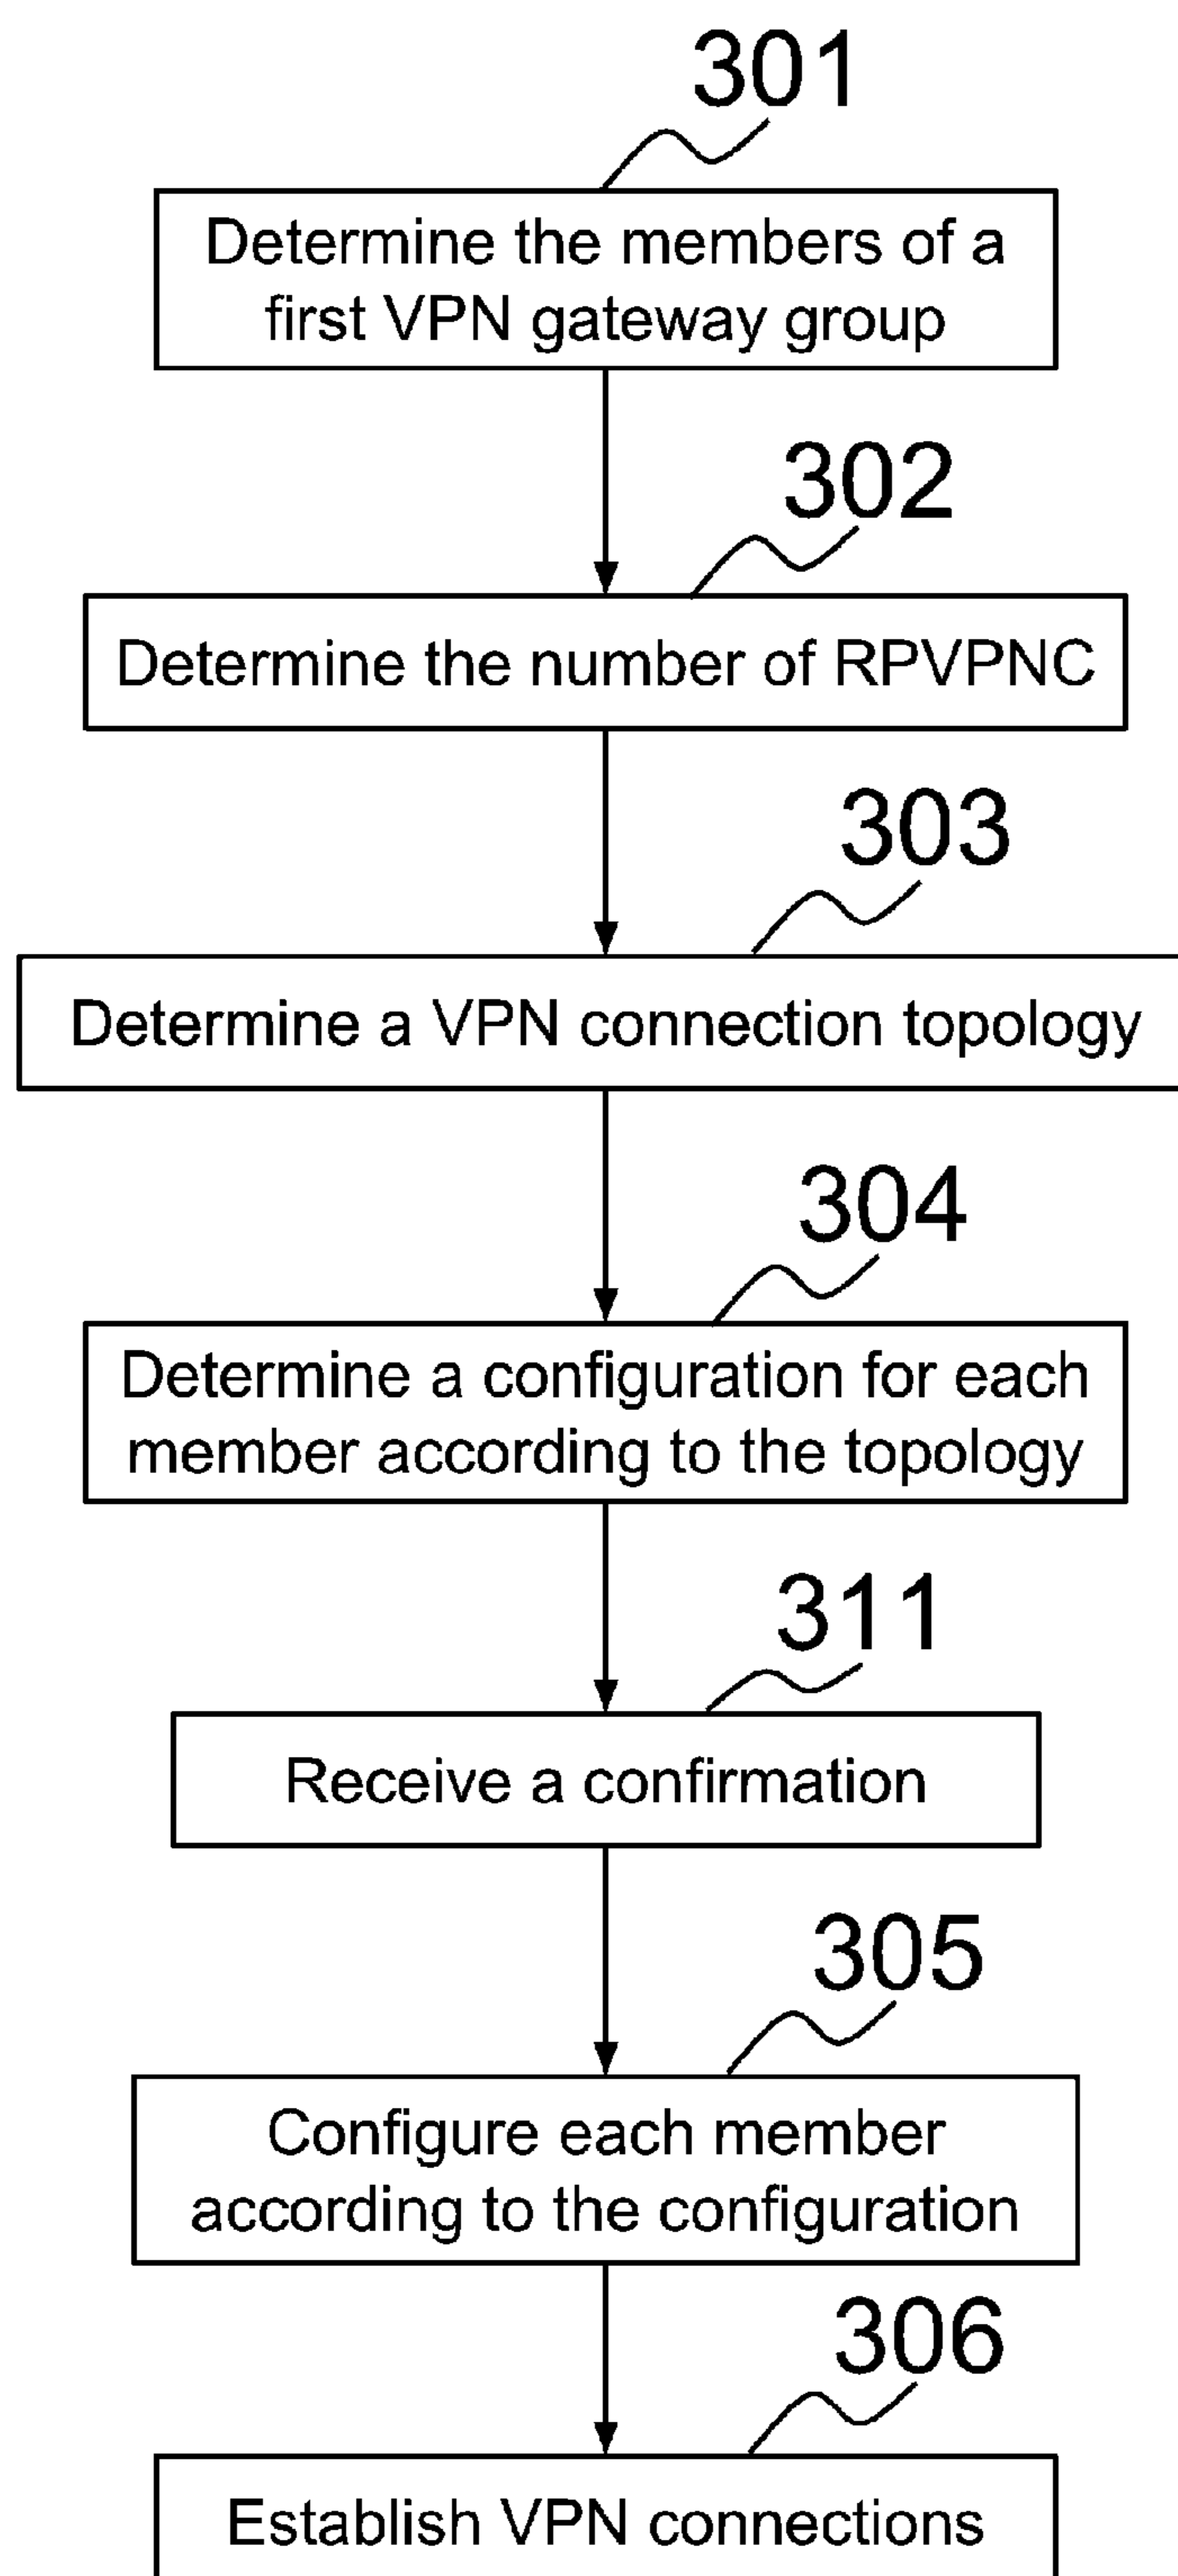 301
Determine the members of a
first VPN gateway group
302
Determine the number of RPVPNC
303
Determine a VPN connection topology
304
Determine a configuration for each
member according to the topology
311
Receive a confirmation
305
Configure each member
according to the configuration
306
Establish VPN connections